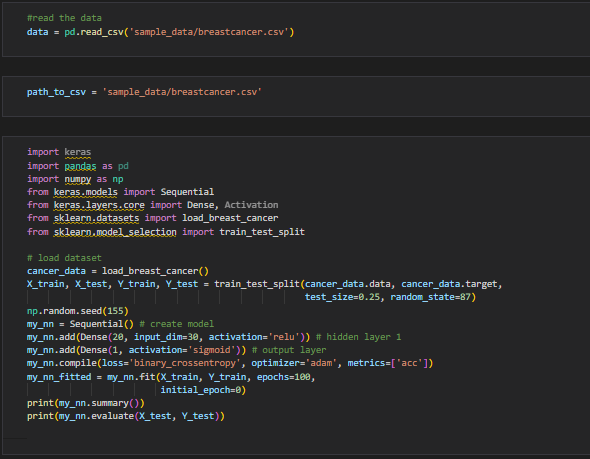 #read the data
data = pd.read_csv('sample_data/breastcancer.csv')
path_to_csv = 'sample_data/breastcancer.csv'
import keras
import pandas as pd
import numpy as np
from keras.models import Sequential
from keras.layers.core import Dense, Activation
from sklearn.datasets import load_breast_cancer
from sklearn.model_selection import train_test_split
# load dataset
cancer_data = load_breast_cancer()
X_train, X_test, Y_train, Y_test = train_test_split(cancer_data.data, cancer_data.target,
test_size=0.25, random_state=87)
np.random.seed(155)
my_nn = Sequential() # create model
my_nn.add(Dense(20, input_dim=30, activation='relu')) # hidden layer 1
my_nn.add(Dense(1, activation='sigmoid')) # output layer
my_nn.compile(loss='binary_crossentropy', optimizer='adam', metrics=['acc'])
my_nn_fitted = my_nn.fit(X_train, Y_train, epochs=100,
initial_epoch=0)
print(my_nn.summary())
print(my_nn.evaluate(X_test, Y_test))